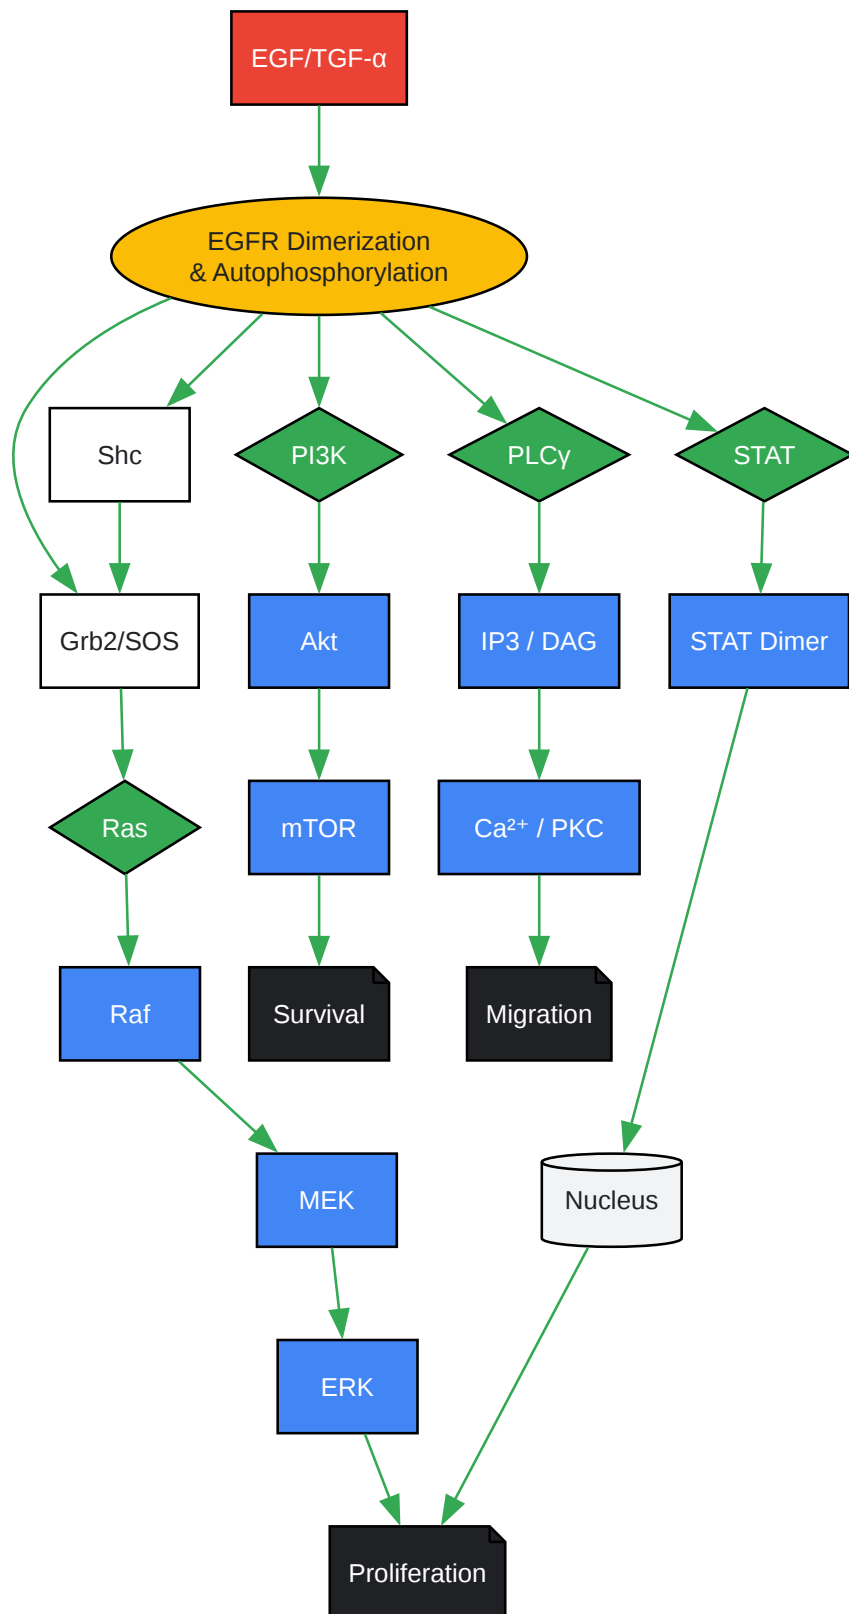 EGF/TGF-α
EGFR Dimerization
& Autophosphorylation
Shc
PI3K
PLCγ
STAT
Grb2/SOS
Akt
IP3 / DAG
STAT Dimer
Ras
mTOR
Ca²⁺ / PKC
Raf
Survival
Migration
MEK
Nucleus
ERK
Proliferation